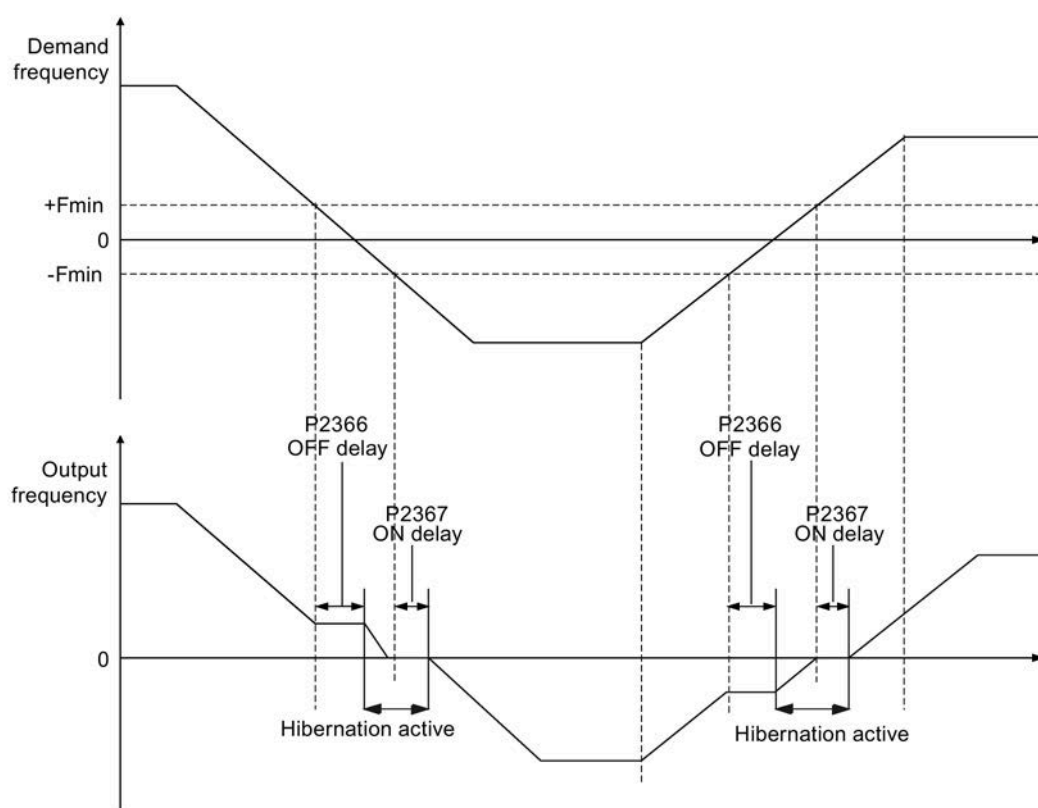 Demand
frequency
+Fmin
0
-Fmin
P2366
OFF delay
P2366
OFF delay
Output
frequency
P2367
ON delay
P2367
ON delay
0
Hibernation active
Hibernation active